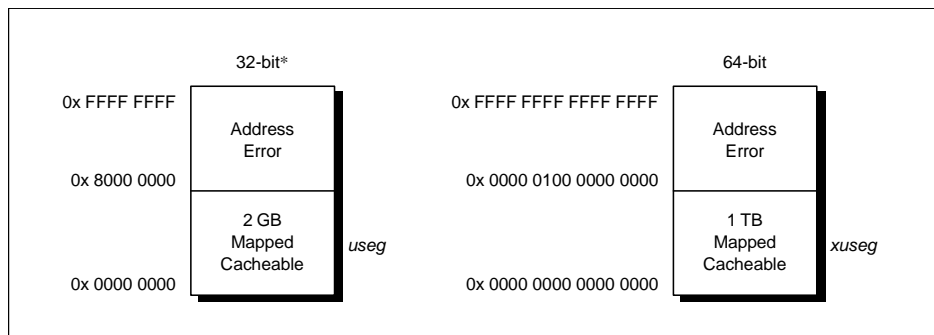 32-bit*
0x FFFF FFFF
Address
Error
0x 8000 0000
2 GB
Mapped
Cacheable
useg
0x 0000 0000
64-bit
0x FFFF FFFF FFFF FFFF
Address
Error
0x 0000 0100 0000 0000
1 TB
Mapped
Cacheable
xuseg
0x 0000 0000 0000 0000